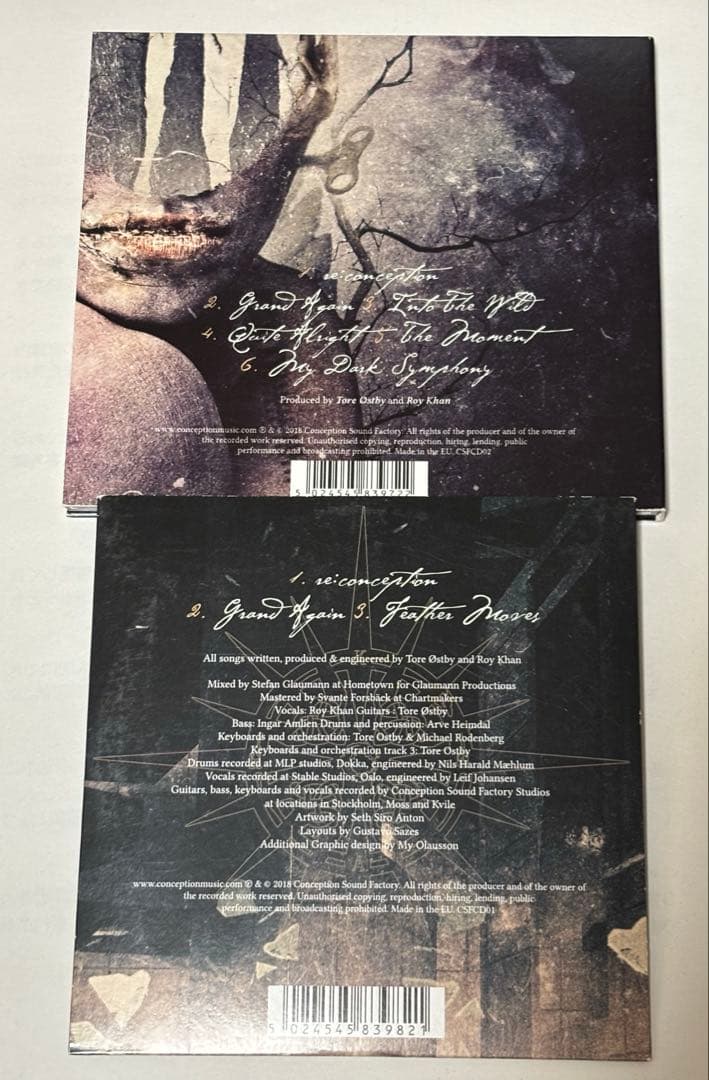 1. re:conception
2. Grand Again 3. Into The Wild
4. Quite Alright 5 The Moment
6. My Dark Symphony
Produced by Tore Østby and Roy Khan
www.conceptionmusic.com ℗ & © 2018 Conception Sound Factory. All rights of the producer and of the owner of
the recorded work reserved. Unauthorised copying, reproduction, hiring, lending, public
performance and broadcasting prohibited. Made in the EU. CSFCD02
5 024545 839722
1. re:conception
2. Grand Again 3. Feather Moves
All songs written, produced & engineered by Tore Østby and Roy Khan
Mixed by Stefan Glaumann at Hometown for Glaumann Productions
Mastered by Svante Forsbäck at Chartmakers
Vocals: Roy Khan Guitars : Tore Østby
Bass: Ingar Amlien Drums and percussion: Arve Heimdal
Keyboards and orchestration: Tore Østby & Michael Rodenberg
Keyboards and orchestration track 3: Tore Østby
Drums recorded at MLP studios, Dokka, engineered by Nils Harald Mæhlum
Vocals recorded at Stable Studios, Oslo, engineered by Leif Johansen
Guitars, bass, keyboards and vocals recorded by Conception Sound Factory Studios
at locations in Stockholm, Moss and Kvile
Artwork by Seth Siro Anton
Layouts by Gustavo Sazes
Additional Graphic design by My Olausson
www.conceptionmusic.com ℗ & © 2018 Conception Sound Factory. All rights of the producer and of the owner of
the recorded work reserved. Unauthorised copying, reproduction, hiring, lending, public
performance and broadcasting prohibited. Made in the EU. CSFCD01
5 024545 839821